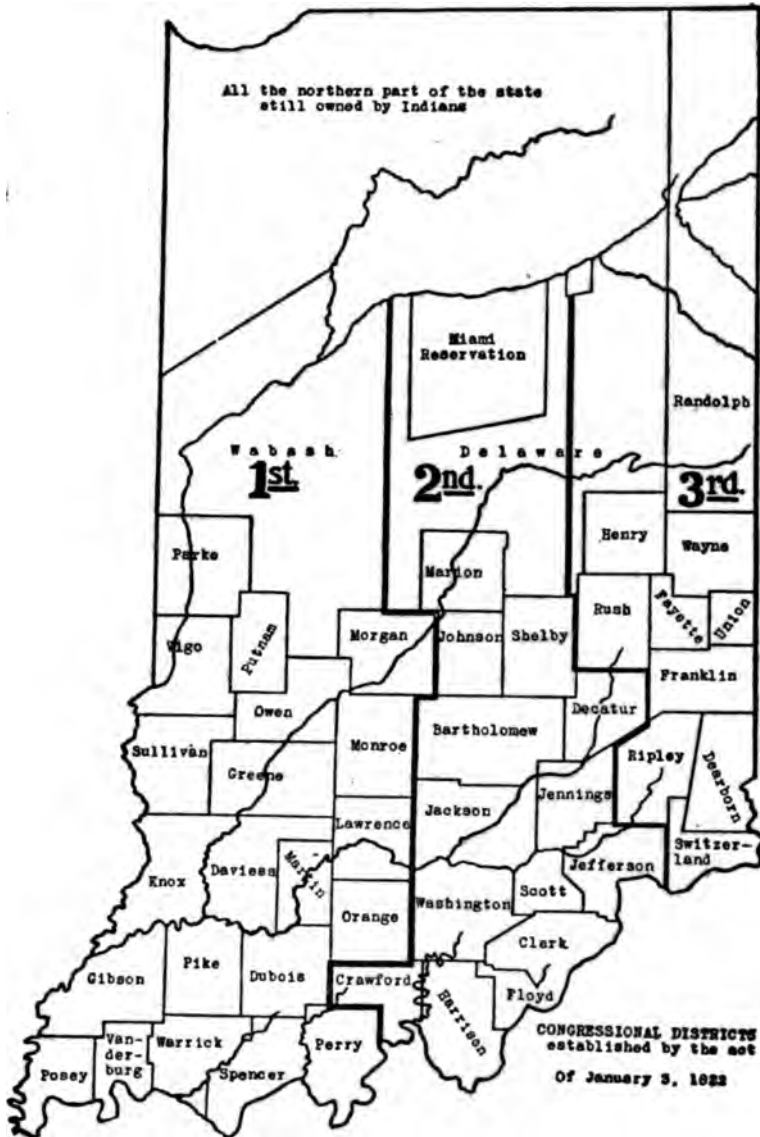 All the northern part of the state
still owned by Indians
Miami
Reservation
Randolph
Wabash
Delaware
1st.
2nd.
3rd.
Henry
Wayne
Parke
Marion
Rush
Fayette
Union
Putnam
Morgan
Johnson
Shelby
Vigo
Franklin
Owen
Decatur
Sullivan
Monroe
Bartholomew
Ripley
Dearborn
Greene
Jennings
Jackson
Lawrence
Switzer-
land
Knox
Daviess
Martin
Jefferson
Scott
Washington
Orange
Clark
Gibson
Pike
Dubois
Crawford
Floyd
Harrison
Van-
der-
burg
Warrick
Perry
Posey
Spencer
CONGRESSIONAL DISTRICTS
established by the act
Of January 3, 1822